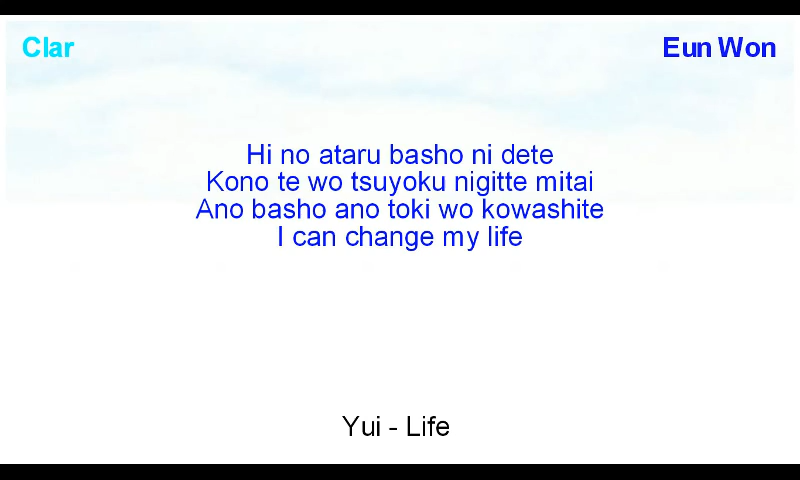 Clar
Eun Won
Hi no ataru basho ni dete
Kono te wo tsuyoku nigitte mitai
Ano basho ano toki wo kowashite
I can change my life
Yui - Life